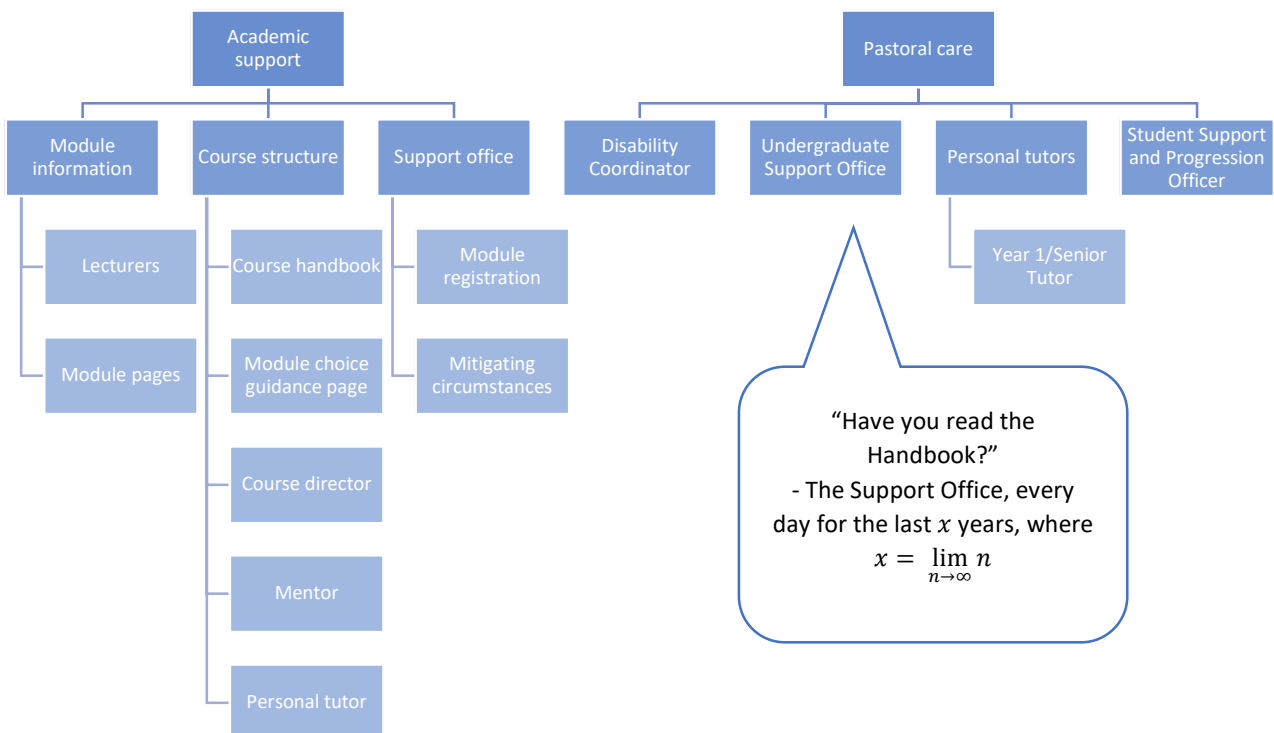 Academic
support
Module
information
Lecturers
Module pages
Course structure
Course handbook
Module choice
guidance page
Course director
Mentor
Personal tutor
Support office
Module
registration
Mitigating
circumstances
Pastoral care
Disability
Coordinator
Undergraduate
Support Office
Personal tutors
Year 1/Senior
Tutor
Student Support
and Progression
Officer
“Have you read the
Handbook?”
- The Support Office, every
day for the last 𝑥 years, where
𝑥 = lim 𝑛
𝑛→∞